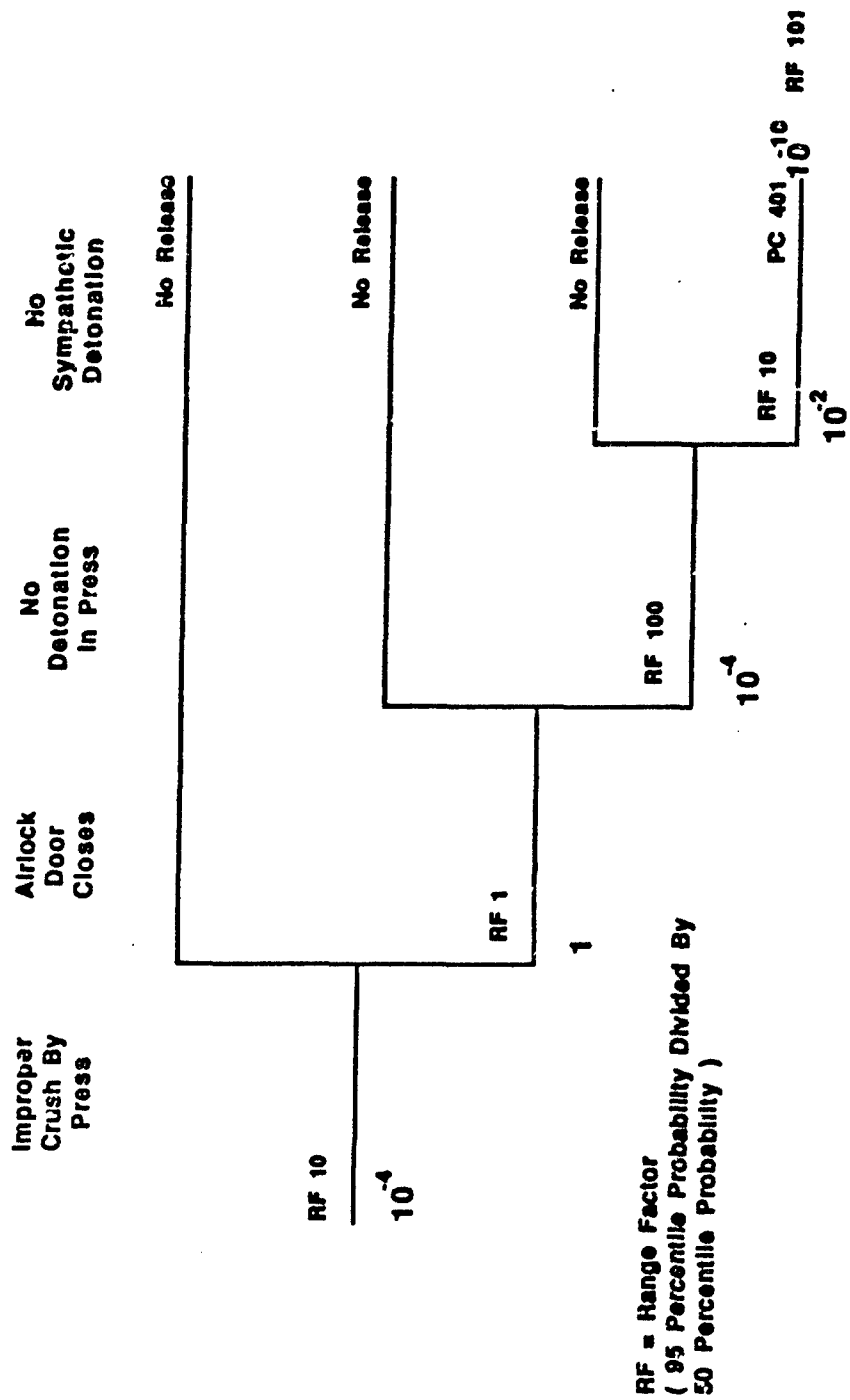 Improper
Crush By
Press
Airlock
Door
Closes
No
Detonation
In Press
No
Sympathetic
Detonation
No Release
No Release
No Release
RF 10
10-4
RF 1
1
RF 100
10-4
RF 10
10-2
PC 401
10-10
RF 101
RF = Range Factor
( 95 Percentile Probability Divided By
50 Percentile Probability )